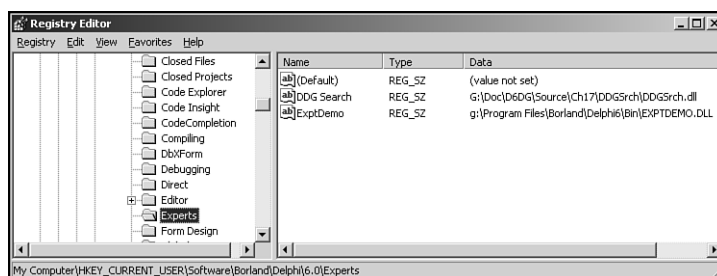 Registry Editor
Registry Edit View Favorites Help
Closed Files
Closed Projects
Code Explorer
Code Insight
CodeCompletion
Compiling
DbXForm
Debugging
Direct
Editor
Experts
Form Design
Name Type Data
ab (Default) REG_SZ (value not set)
ab DDG Search REG_SZ G:\Doc\D6DG\Source\Ch17\DDGSrch\DDGSrch.dll
ab ExptDemo REG_SZ g:\Program Files\Borland\Delphi6\Bin\EXPTDEMO.DLL
My Computer\HKEY_CURRENT_USER\Software\Borland\Delphi\6.0\Experts